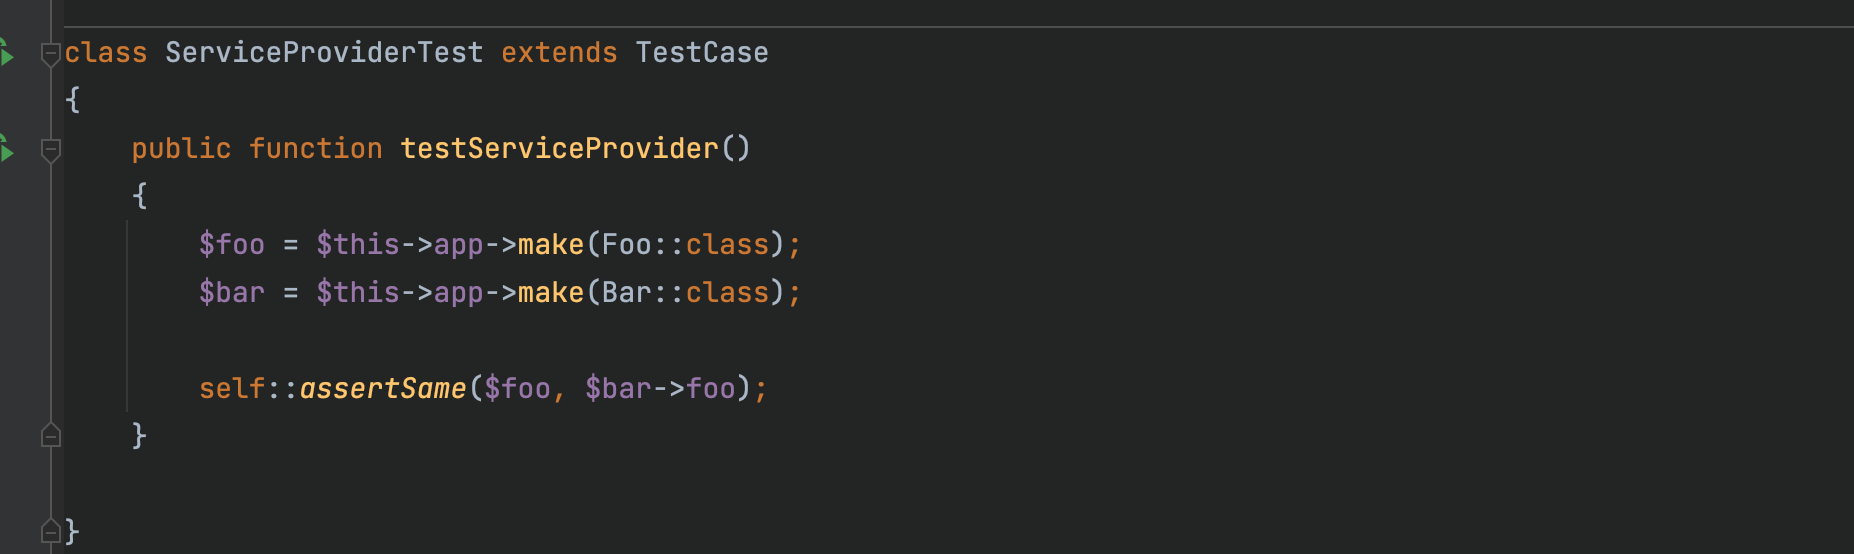 class ServiceProviderTest extends TestCase
{
    public function testServiceProvider()
    {
        $foo = $this->app->make(Foo::class);
        $bar = $this->app->make(Bar::class);

        self::assertSame($foo, $bar->foo);
    }

}